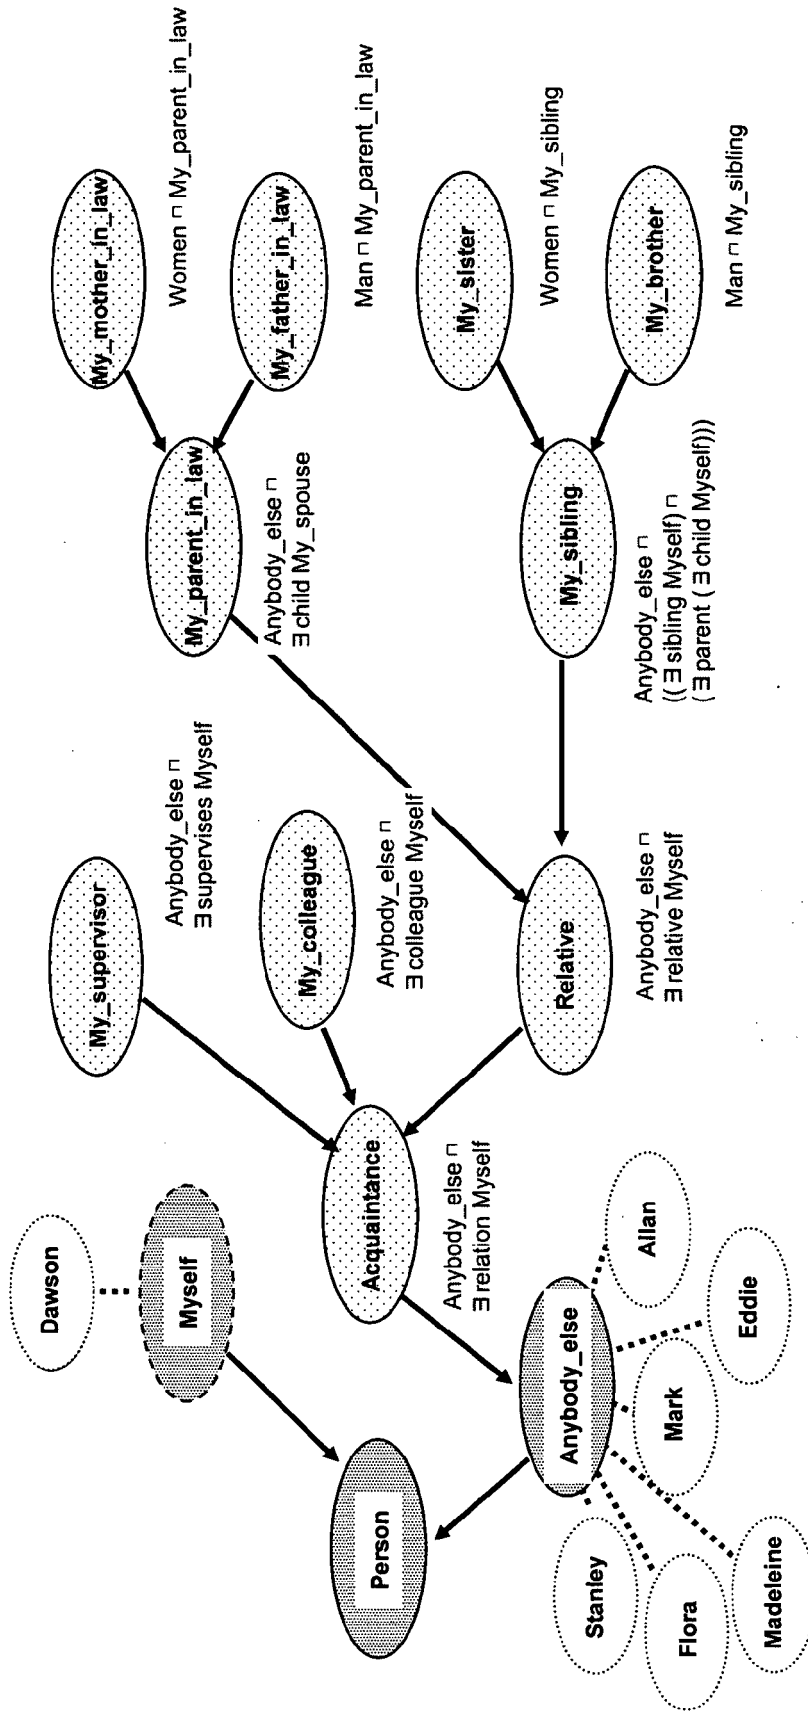 Dawson
My_supervisor
My_mother_in_law
Anybody_else ⊓
∃ supervises Myself
Women ⊓ My_parent_in_law
Myself
My_parent_in_law
My_father_in_law
Anybody_else ⊓
∃ child My_spouse
My_colleague
Man ⊓ My_parent_in_law
Person
Acquaintance
Anybody_else ⊓
∃ colleague Myself
Anybody_else ⊓
∃ relation Myself
My_sister
Women ⊓ My_sibling
Anybody_else
Relative
My_sibling
Stanley
Allan
Anybody_else ⊓
∃ relative Myself
Anybody_else ⊓
(( ∃ sibling Myself) ⊓
( ∃ parent ( ∃ child Myself)))
My_brother
Man ⊓ My_sibling
Flora
Mark
Eddie
Madeleine